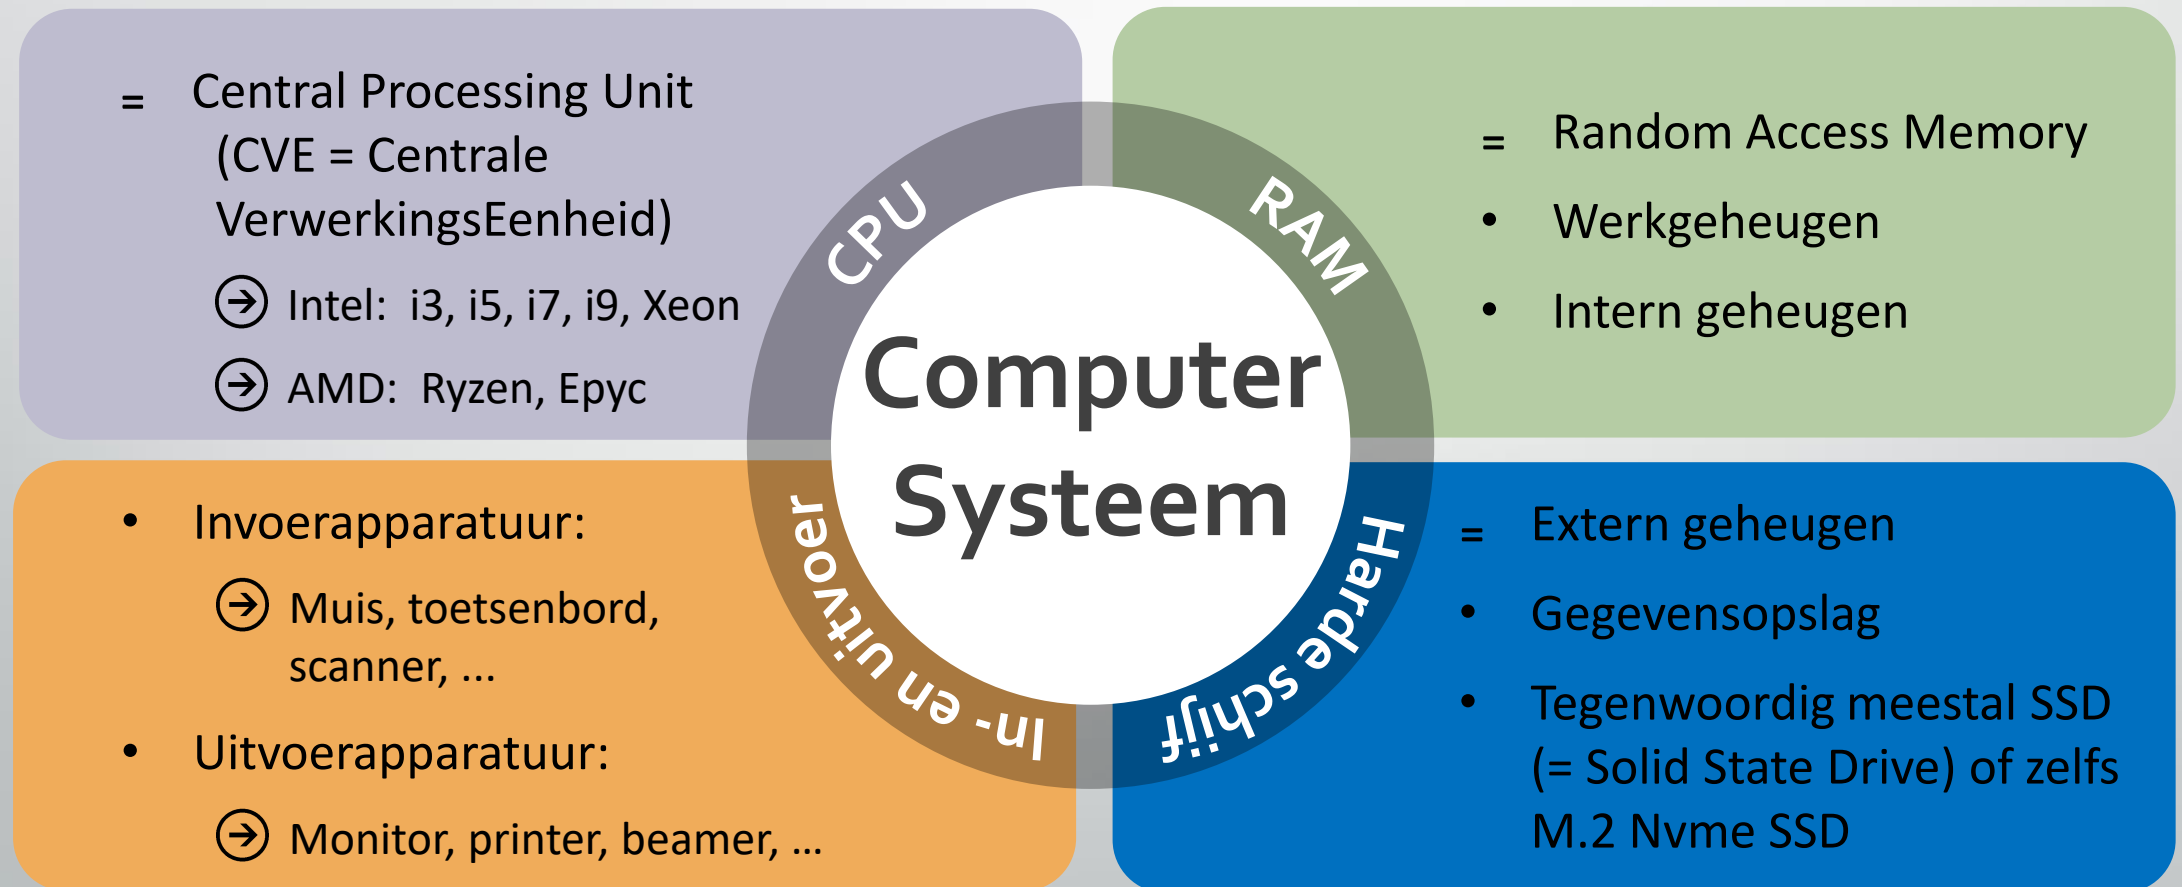 = Central Processing Unit
(CVE = Centrale
VerwerkingsEenheid)
Intel: i3, i5, i7, i9, Xeon
AMD: Ryzen, Epyc
CPU
RAM
= Random Access Memory
• Werkgeheugen
• Intern geheugen
Computer
Systeem
• Invoerapparatuur:
Muis, toetsenbord,
scanner, ...
• Uitvoerapparatuur:
Monitor, printer, beamer, ...
In- en uitvoer
Harde schijf
= Extern geheugen
• Gegevensopslag
• Tegenwoordig meestal SSD
(= Solid State Drive) of zelfs
M.2 Nvme SSD